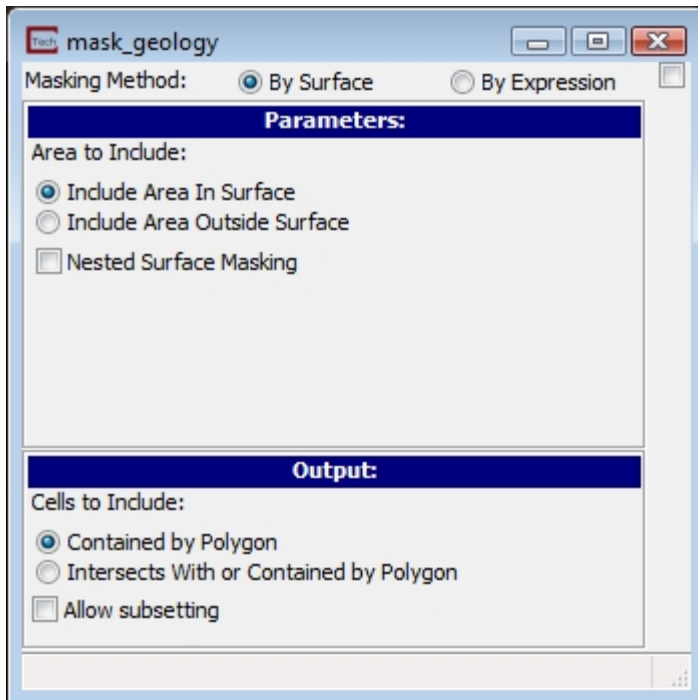 Tech mask_geology
Masking Method: By Surface By Expression
Parameters:
Area to Include:
Include Area In Surface
Include Area Outside Surface
Nested Surface Masking
Output:
Cells to Include:
Contained by Polygon
Intersects With or Contained by Polygon
Allow subsetting